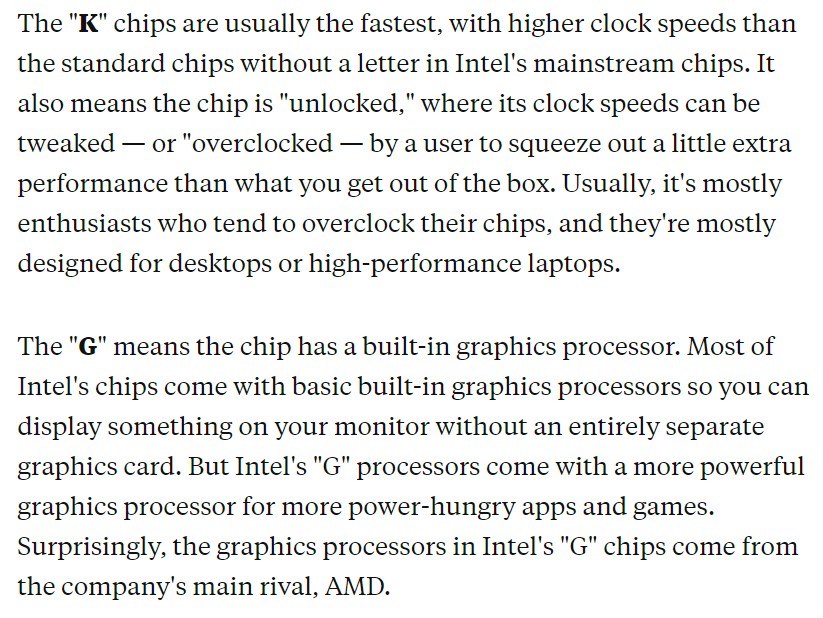 The "K" chips are usually the fastest, with higher clock speeds than
the standard chips without a letter in Intel's mainstream chips. It
also means the chip is "unlocked," where its clock speeds can be
tweaked — or "overclocked — by a user to squeeze out a little extra
performance than what you get out of the box. Usually, it's mostly
enthusiasts who tend to overclock their chips, and they're mostly
designed for desktops or high-performance laptops.
The "G" means the chip has a built-in graphics processor. Most of
Intel's chips come with basic built-in graphics processors so you can
display something on your monitor without an entirely separate
graphics card. But Intel's "G" processors come with a more powerful
graphics processor for more power-hungry apps and games.
Surprisingly, the graphics processors in Intel's "G" chips come from
the company's main rival, AMD.